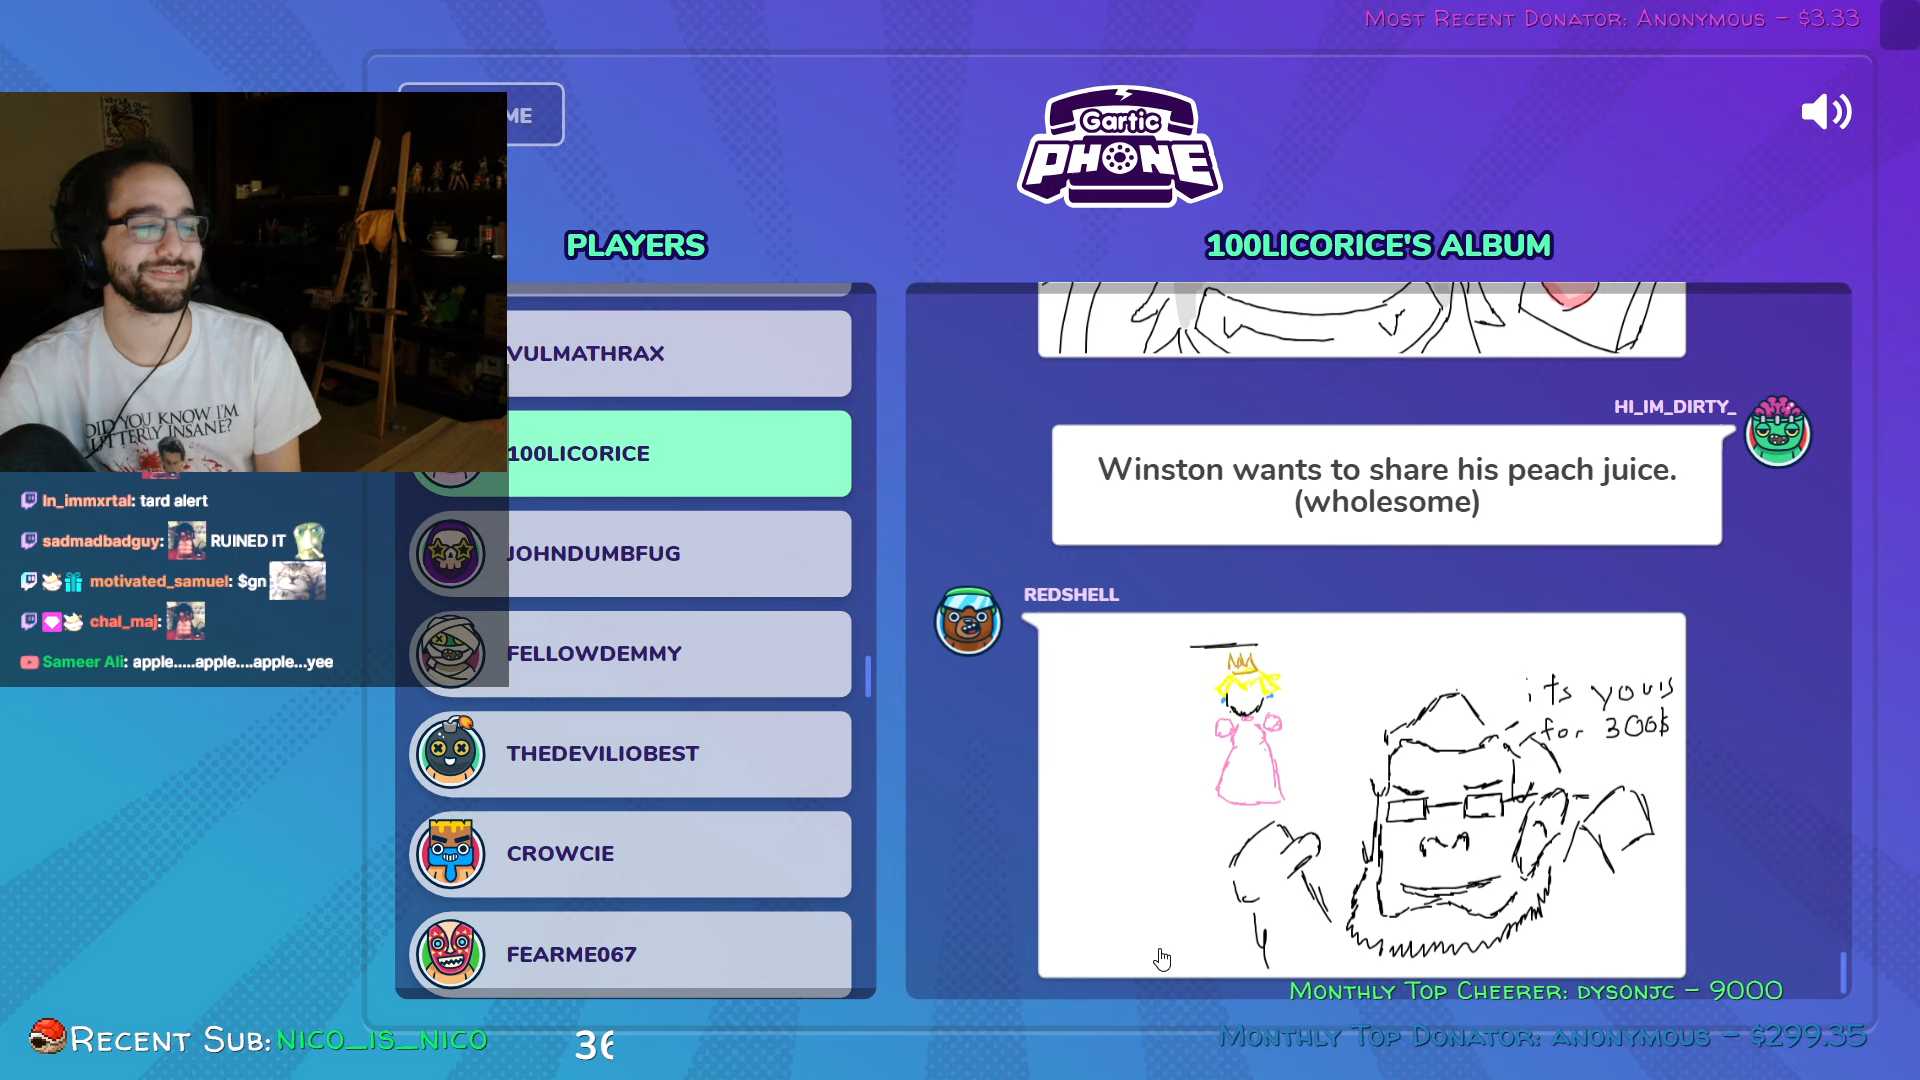 Most Recent Donator: Anonymous - $3.33
ME
Gartic
PHONE
PLAYERS
100LICORICE'S ALBUM
DID YOU KNOW I'M
UTTERLY INSANE?
VULMATHRAX
100LICORICE
JOHNDUMBFUG
FELLOWDEMMY
THEDEVILIOBEST
CROWCIE
FEARME067
In_immxrtal: tard alert
sadmadbadguy: RUINED IT
motivated_samuel: $gn
chal_maj:
Sameer Ali: apple.....apple....apple...yee
HI_IM_DIRTY_
Winston wants to share his peach juice.
(wholesome)
REDSHELL
its yours
for 300$
Monthly Top Cheerer: dysonjc - 9000
Recent Sub: nico_is_nico
36
Monthly Top Donator: anonymous - $299.35